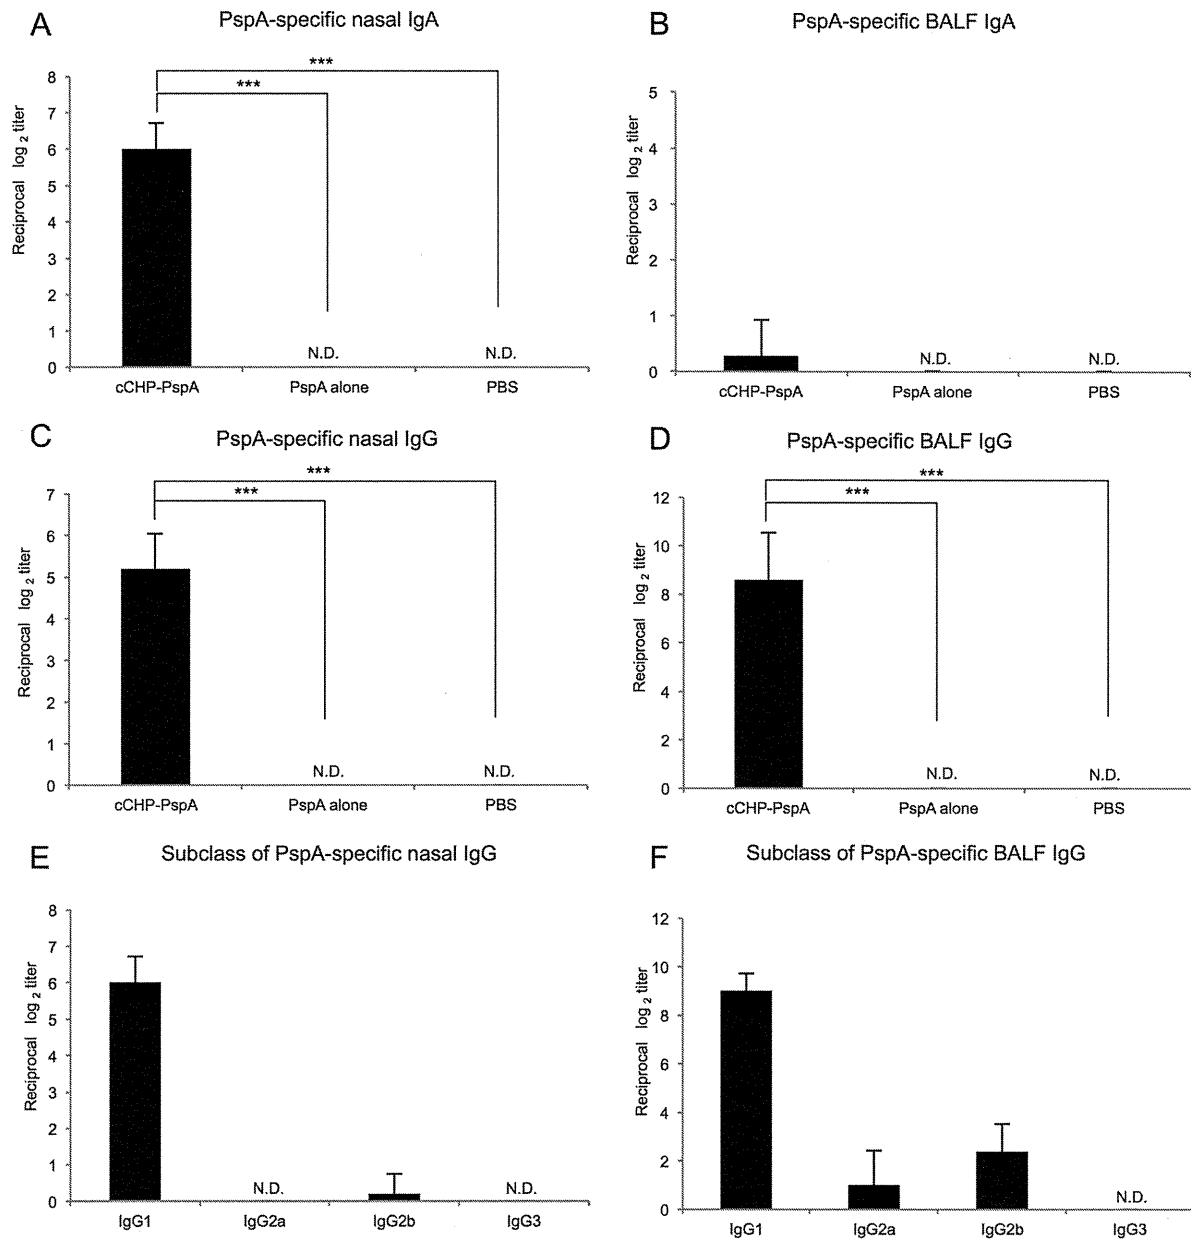 A
PspA-specific nasal IgA
Reciprocal log 2 titer
8
7
6
5
4
3
2
1
0
***
***
N.D.
N.D.
cCHP-PspA
PspA alone
PBS
B
PspA-specific BALF IgA
Reciprocal log 2 titer
5
4
3
2
1
0
N.D.
N.D.
cCHP-PspA
PspA alone
PBS
C
PspA-specific nasal IgG
Reciprocal log 2 titer
7
6
5
4
3
2
1
0
***
***
N.D.
N.D.
cCHP-PspA
PspA alone
PBS
D
PspA-specific BALF IgG
Reciprocal log 2 titer
12
10
8
6
4
2
0
***
***
N.D.
N.D.
cCHP-PspA
PspA alone
PBS
E
Subclass of PspA-specific nasal IgG
Reciprocal log 2 titer
8
7
6
5
4
3
2
1
0
N.D.
N.D.
IgG1
IgG2a
IgG2b
IgG3
F
Subclass of PspA-specific BALF IgG
Reciprocal log 2 titer
12
10
8
6
4
2
0
N.D.
IgG1
IgG2a
IgG2b
IgG3